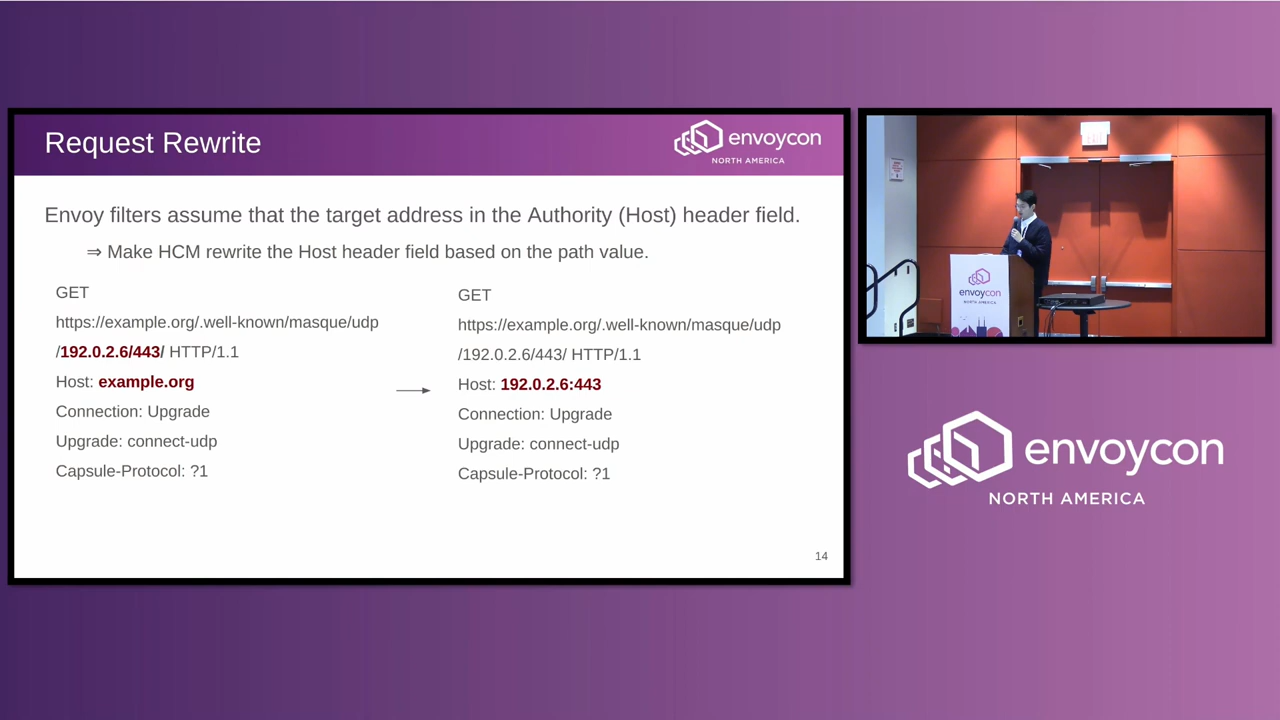 Request Rewrite
envoycon
NORTH AMERICA
Envoy filters assume that the target address in the Authority (Host) header field.
⇒ Make HCM rewrite the Host header field based on the path value.
GET
https://example.org/.well-known/masque/udp
/192.0.2.6/443/ HTTP/1.1
Host: example.org
Connection: Upgrade
Upgrade: connect-udp
Capsule-Protocol: ?1
GET
https://example.org/.well-known/masque/udp
/192.0.2.6/443/ HTTP/1.1
Host: 192.0.2.6:443
Connection: Upgrade
Upgrade: connect-udp
Capsule-Protocol: ?1
14
envoycon
NORTH AMERICA
envoycon
NORTH AMERICA